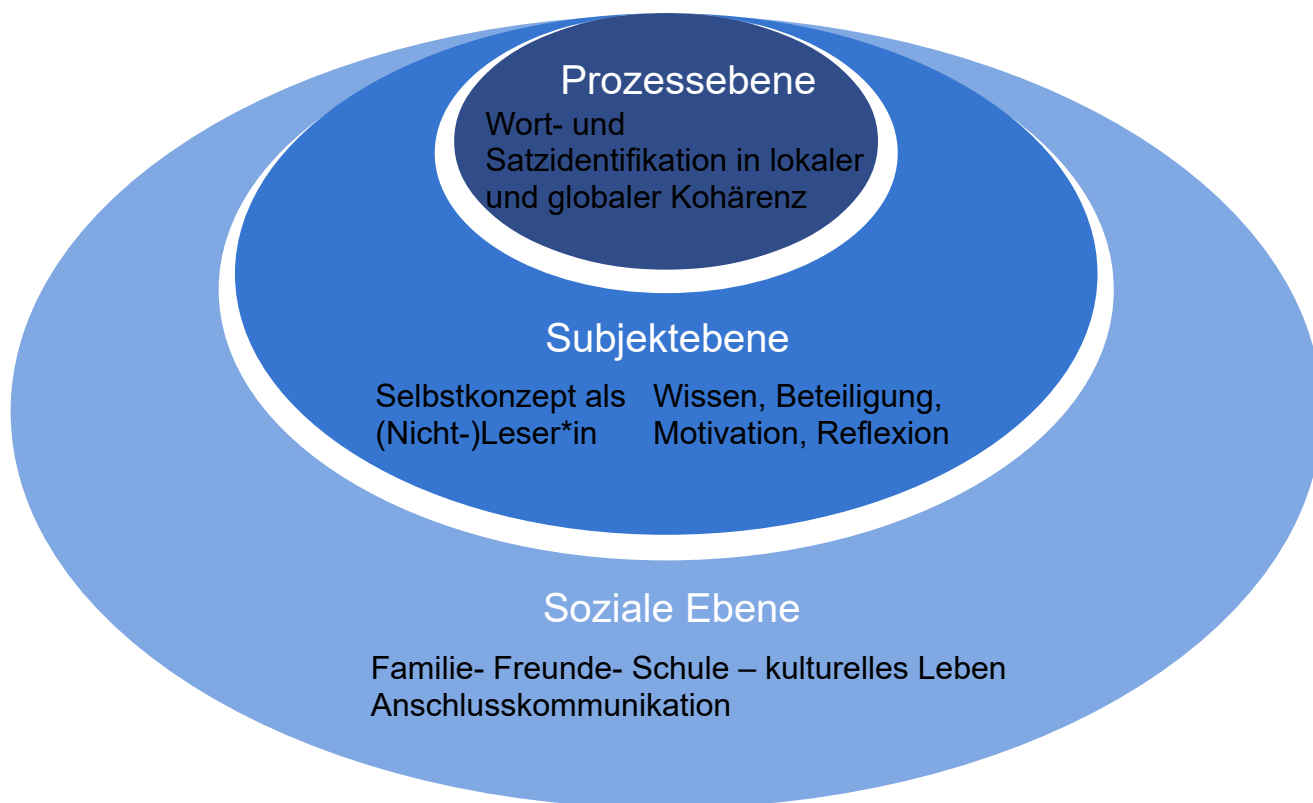 Prozessebene
Wort- und
Satzidentifikation in lokaler
und globaler Kohärenz
Subjektebene
Selbstkonzept als
(Nicht-)Leser*in
Wissen, Beteiligung,
Motivation, Reflexion
Soziale Ebene
Familie- Freunde- Schule – kulturelles Leben
Anschlusskommunikation